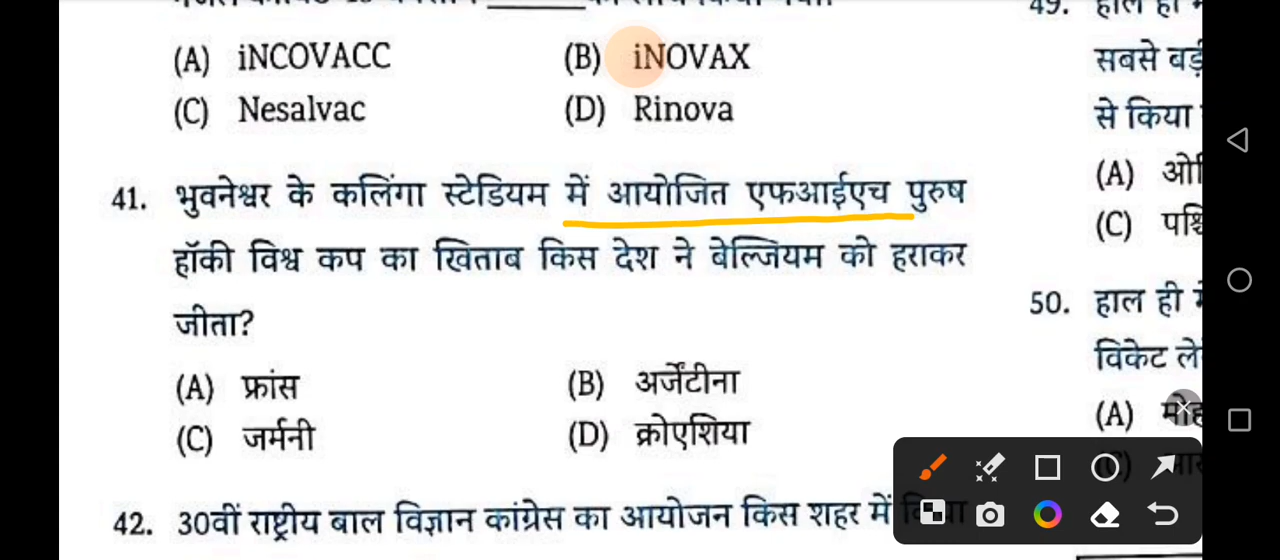 (A) iNCOVACC (B) iNOVAX
(C) Nesalvac (D) Rinova
41. भुवनेश्वर के कलिंगा स्टेडियम में आयोजित एफआईएच पुरुष
हॉकी विश्व कप का खिताब किस देश ने बेल्जियम को हराकर
जीता?
(A) फ्रांस (B) अर्जेंटीना
(C) जर्मनी (D) क्रोएशिया
42. 30वीं राष्ट्रीय बाल विज्ञान कांग्रेस का आयोजन किस शहर में किया
49. हाल ही
सबसे बड़
से किया
(A)
(C)
50. हाल ही
विकेट
(A)
(C)